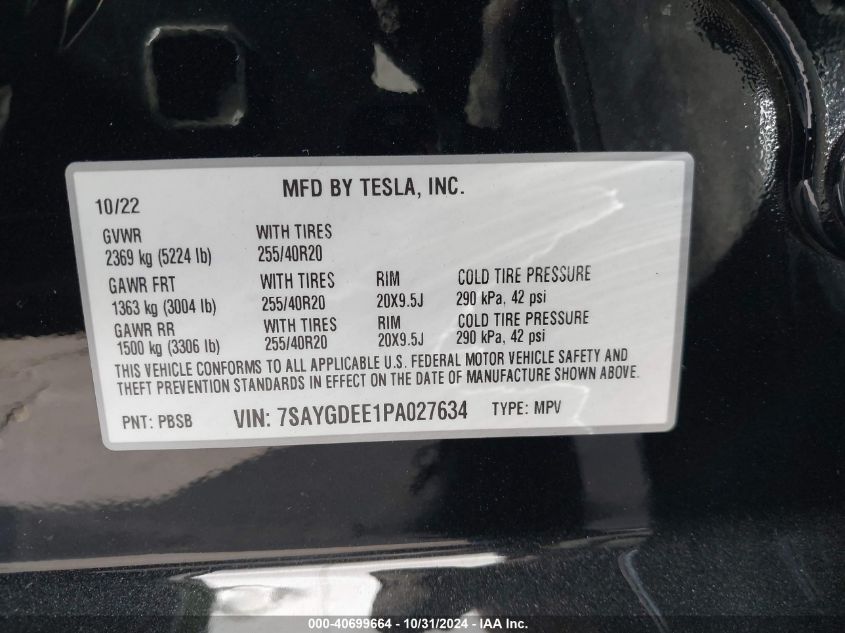 MFD BY TESLA, INC.
10/22
GVWR WITH TIRES
2369 kg (5224 lb) 255/40R20
GAWR FRT WITH TIRES RIM COLD TIRE PRESSURE
1363 kg (3004 lb) 255/40R20 20X9.5J 290 kPa, 42 psi
GAWR RR WITH TIRES RIM COLD TIRE PRESSURE
1500 kg (3306 lb) 255/40R20 20X9.5J 290 kPa, 42 psi
THIS VEHICLE CONFORMS TO ALL APPLICABLE U.S. FEDERAL MOTOR VEHICLE SAFETY AND
THEFT PREVENTION STANDARDS IN EFFECT ON THE DATE OF MANUFACTURE SHOWN ABOVE.
PNT: PBSB VIN: 7SAYGDEE1PA027634 TYPE: MPV
000-40699664 - 10/31/2024 - IAA Inc.